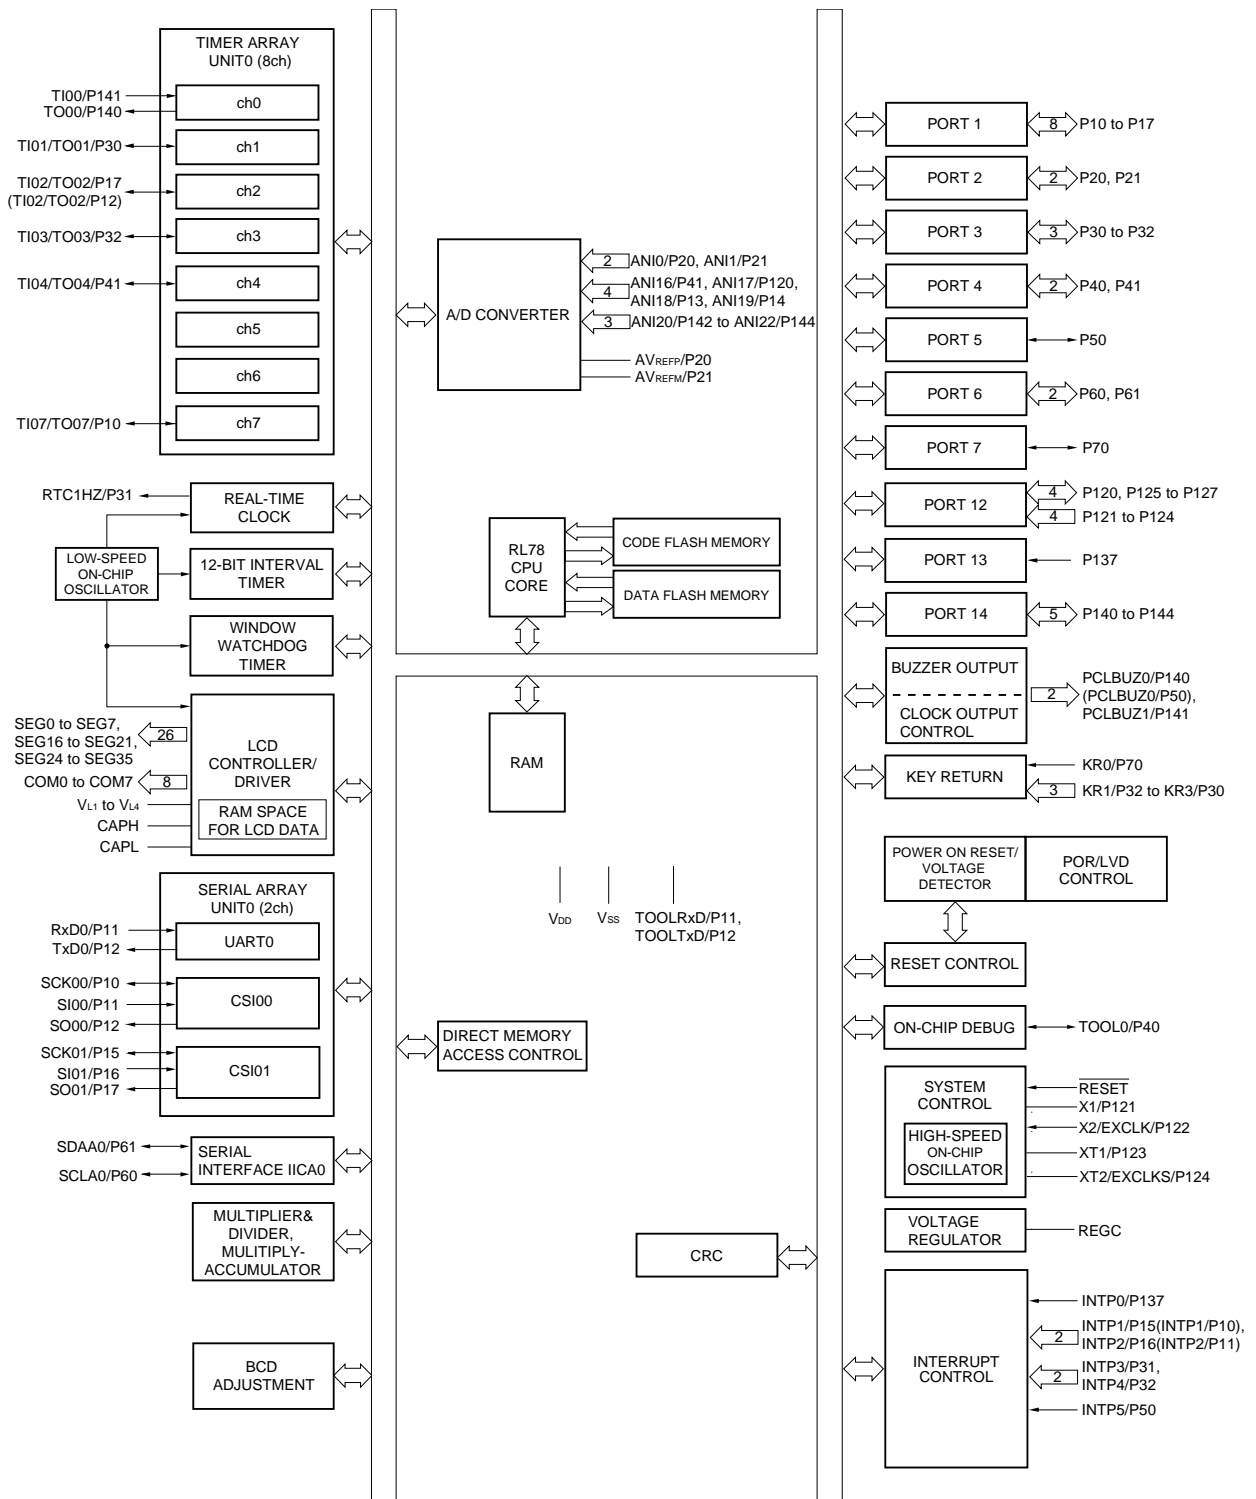 TIMER ARRAY
UNIT0 (8ch)
TI00/P141
TO00/P140
ch0
TI01/TO01/P30
ch1
TI02/TO02/P17
(TI02/TO02/P12)
ch2
TI03/TO03/P32
ch3
TI04/TO04/P41
ch4
ch5
ch6
TI07/TO07/P10
ch7
RTC1HZ/P31
REAL-TIME
CLOCK
LOW-SPEED
ON-CHIP
OSCILLATOR
12-BIT INTERVAL
TIMER
WINDOW
WATCHDOG
TIMER
SEG0 to SEG7,
SEG16 to SEG21,
SEG24 to SEG35
26
COM0 to COM7
8
VL1 to VL4
CAPH
CAPL
LCD
CONTROLLER/
DRIVER
RAM SPACE
FOR LCD DATA
SERIAL ARRAY
UNIT0 (2ch)
RxD0/P11
TxD0/P12
UART0
SCK00/P10
SI00/P11
SO00/P12
CSI00
SCK01/P15
SI01/P16
SO01/P17
CSI01
SDAA0/P61
SCLA0/P60
SERIAL
INTERFACE IICA0
MULTIPLIER&
DIVIDER,
MULITIPLY-
ACCUMULATOR
BCD
ADJUSTMENT
A/D CONVERTER
2
ANI0/P20, ANI1/P21
4
ANI16/P41, ANI17/P120,
ANI18/P13, ANI19/P14
3
ANI20/P142 to ANI22/P144
AVREFP/P20
AVREFM/P21
RL78
CPU
CORE
CODE FLASH MEMORY
DATA FLASH MEMORY
RAM
VDD
VSS
TOOLRxD/P11,
TOOLTxD/P12
DIRECT MEMORY
ACCESS CONTROL
CRC
PORT 1
8
P10 to P17
PORT 2
2
P20, P21
PORT 3
3
P30 to P32
PORT 4
2
P40, P41
PORT 5
P50
PORT 6
2
P60, P61
PORT 7
P70
PORT 12
4
P120, P125 to P127
4
P121 to P124
PORT 13
P137
PORT 14
5
P140 to P144
BUZZER OUTPUT
CLOCK OUTPUT
CONTROL
2
PCLBUZ0/P140
(PCLBUZ0/P50),
PCLBUZ1/P141
KEY RETURN
KR0/P70
3
KR1/P32 to KR3/P30
POWER ON RESET/
VOLTAGE
DETECTOR
POR/LVD
CONTROL
RESET CONTROL
ON-CHIP DEBUG
TOOL0/P40
SYSTEM
CONTROL
HIGH-SPEED
ON-CHIP
OSCILLATOR
RESET
X1/P121
X2/EXCLK/P122
XT1/P123
XT2/EXCLKS/P124
VOLTAGE
REGULATOR
REGC
INTERRUPT
CONTROL
INTP0/P137
2
INTP1/P15(INTP1/P10),
INTP2/P16(INTP2/P11)
2
INTP3/P31,
INTP4/P32
INTP5/P50